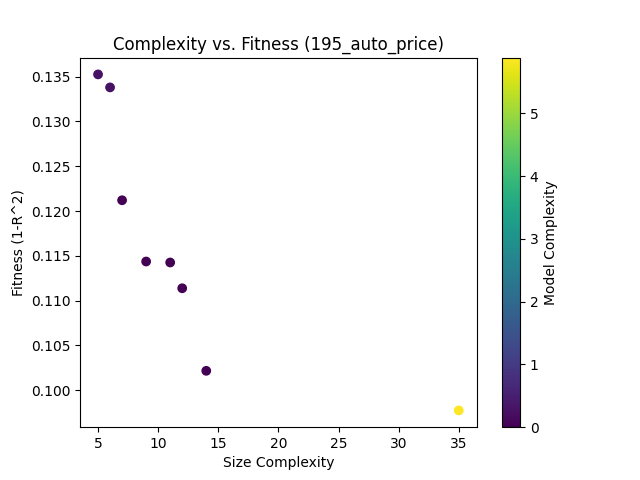 Complexity vs. Fitness (195_auto_price)
0.135
0.130
0.125
0.120
0.115
0.110
0.105
0.100
Fitness (1-R^2)
5 10 15 20 25 30 35
Size Complexity
5
4
3
2
1
0
Model Complexity